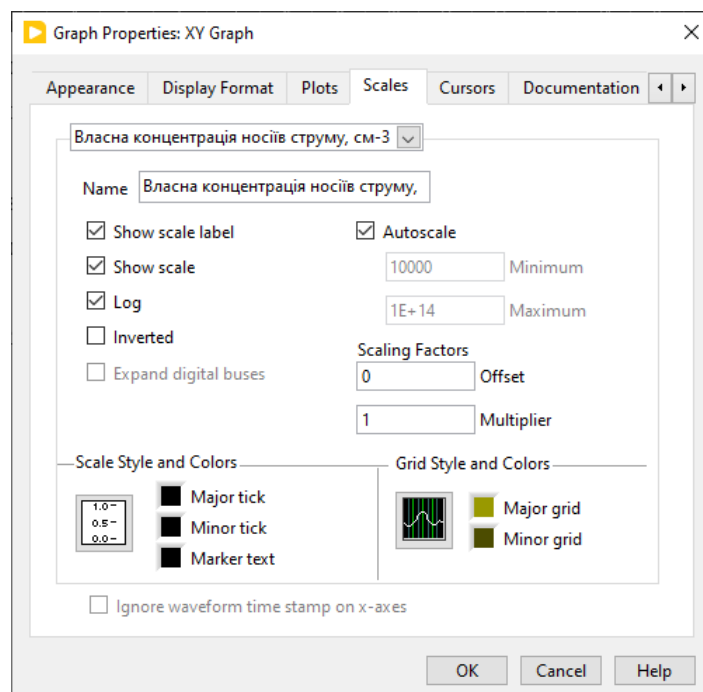 Graph Properties: XY Graph
Appearance Display Format Plots Scales Cursors Documentation
Власна концентрація носіїв струму, см-3
Name Власна концентрація носіїв струму,
Show scale label Autoscale
Show scale 10000 Minimum
Log 1E+14 Maximum
Inverted
Scaling Factors
Expand digital buses 0 Offset
1 Multiplier
Scale Style and Colors Grid Style and Colors
1.0
0.5
0.0
Major tick Major grid
Minor tick Minor grid
Marker text
Ignore waveform time stamp on x-axes
OK Cancel Help